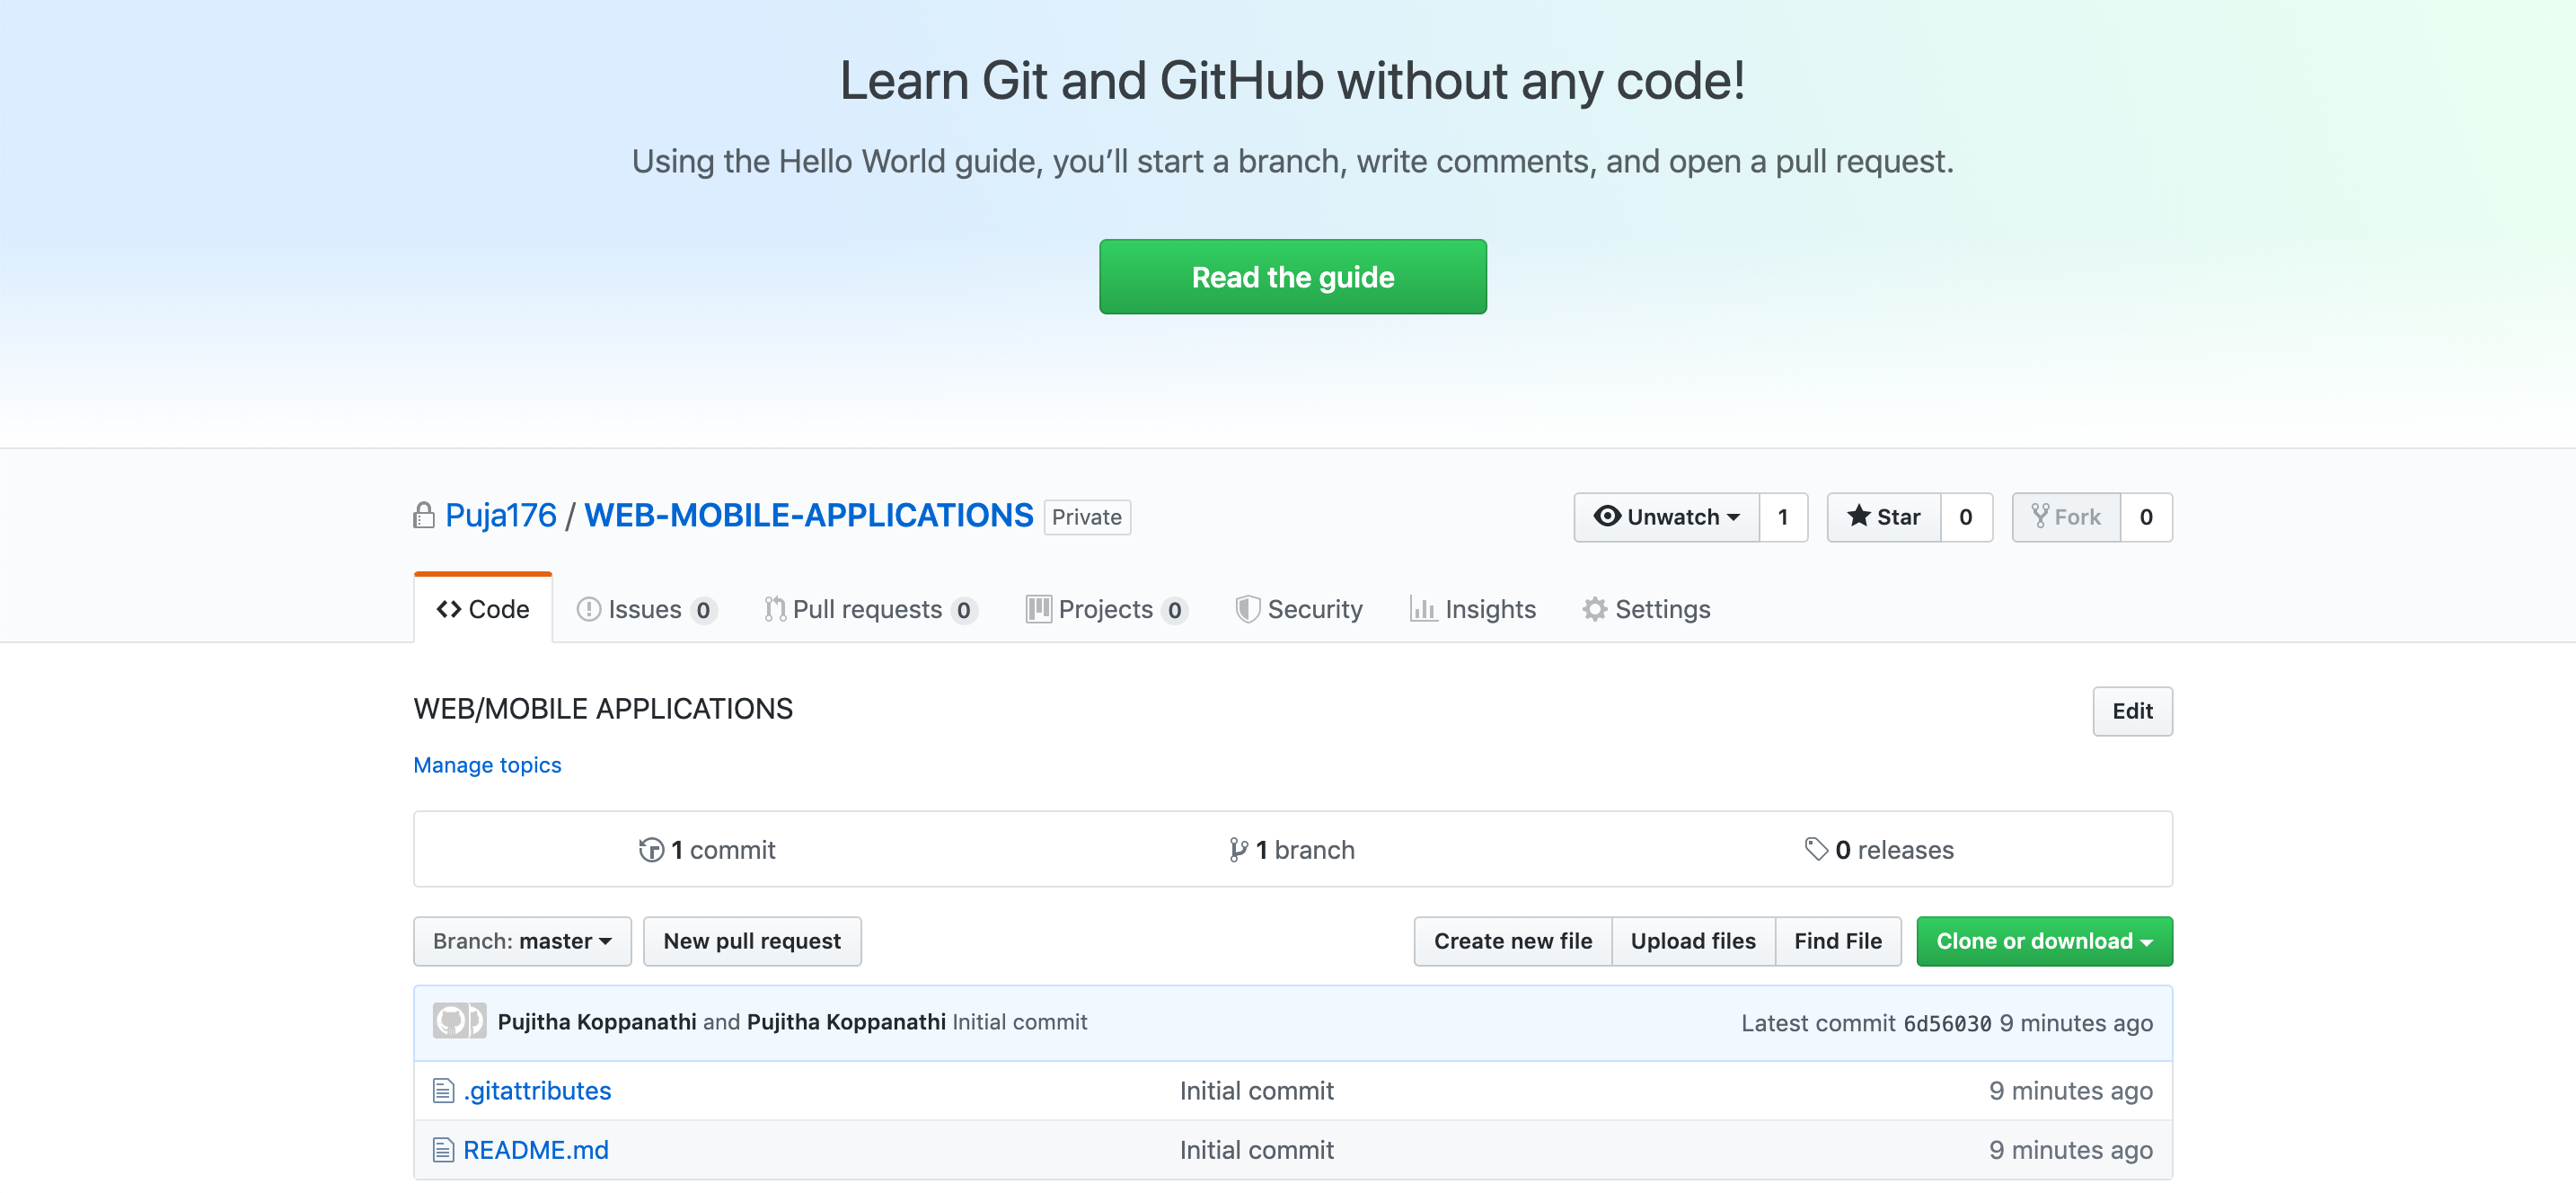 Learn Git and GitHub without any code!
Using the Hello World guide, you’ll start a branch, write comments, and open a pull request.
Read the guide
Puja176 / WEB-MOBILE-APPLICATIONS Private Unwatch 1 Star 0 Fork 0
Code Issues 0 Pull requests 0 Projects 0 Security Insights Settings
WEB/MOBILE APPLICATIONS Edit
Manage topics
1 commit 1 branch 0 releases
Branch: master New pull request Create new file Upload files Find File Clone or download
Pujitha Koppanathi and Pujitha Koppanathi Initial commit Latest commit 6d56030 9 minutes ago
.gitattributes Initial commit 9 minutes ago
README.md Initial commit 9 minutes ago